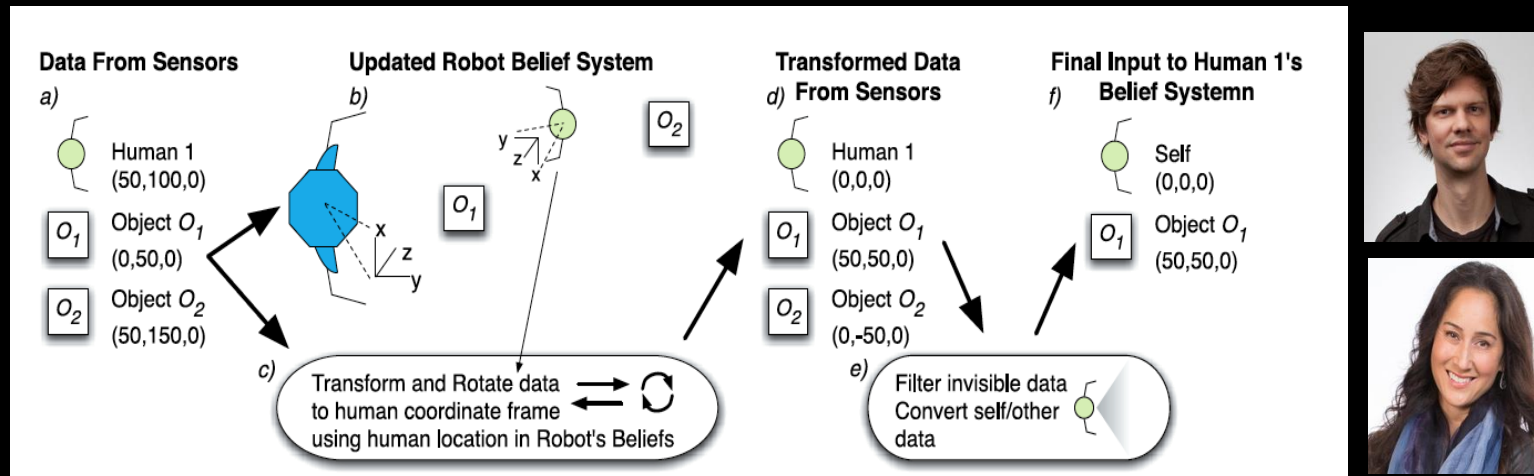 Data From Sensors
a)
Human 1
(50,100,0)
O1
Object O1
(0,50,0)
O2
Object O2
(50,150,0)
Updated Robot Belief System
b)
x
z
y
O1
y
z
x
O2
c)
Transform and Rotate data
to human coordinate frame
using human location in Robot's Beliefs
Transformed Data
d) From Sensors
Human 1
(0,0,0)
O1
Object O1
(50,50,0)
O2
Object O2
(0,-50,0)
e)
Filter invisible data
Convert self/other
data
Final Input to Human 1's
f) Belief Systemn
Self
(0,0,0)
O1
Object O1
(50,50,0)